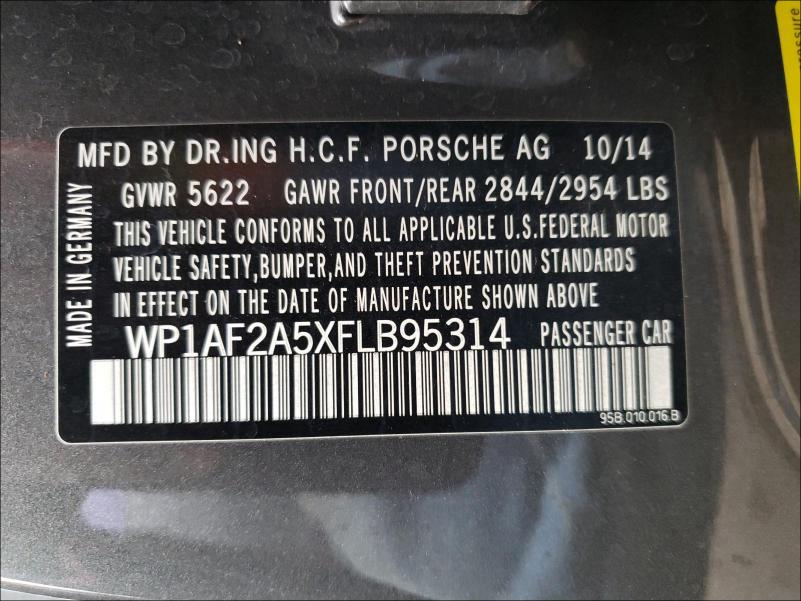 MFD BY DR.ING H.C.F. PORSCHE AG 10/14
GVWR 5622 GAWR FRONT/REAR 2844/2954 LBS
THIS VEHICLE CONFORMS TO ALL APPLICABLE U.S.FEDERAL MOTOR
VEHICLE SAFETY,BUMPER,AND THEFT PREVENTION STANDARDS
IN EFFECT ON THE DATE OF MANUFACTURE SHOWN ABOVE
WP1AF2A5XFLB95314 PASSENGER CAR
95B.010.016.B
MADE IN GERMANY